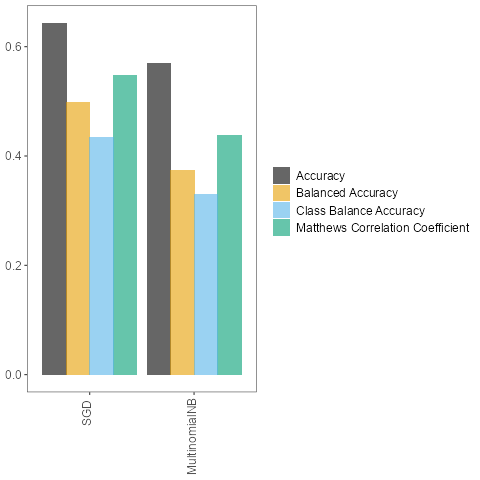 0.6
0.4
0.2
0.0
SGD
MultinomialNB
Accuracy
Balanced Accuracy
Class Balance Accuracy
Matthews Correlation Coefficient